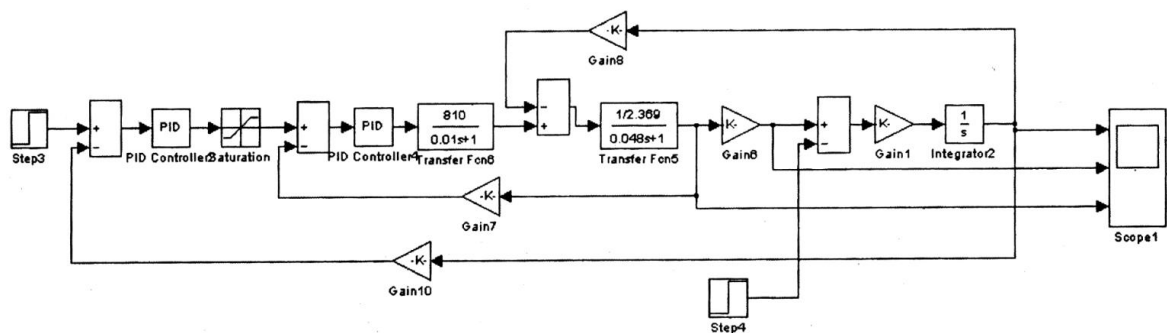 -K-
Gain8
Step3
+
−
PID
PID Controller3
Saturation
+
−
PID
PID Controller4
810
0.01s+1
Transfer Fcn6
−
+
1/2.369
0.048s+1
Transfer Fcn5
K-
Gain6
+
−
K-
Gain1
1
s
Integrator2
Scope1
-K-
Gain7
-K-
Gain10
Step4